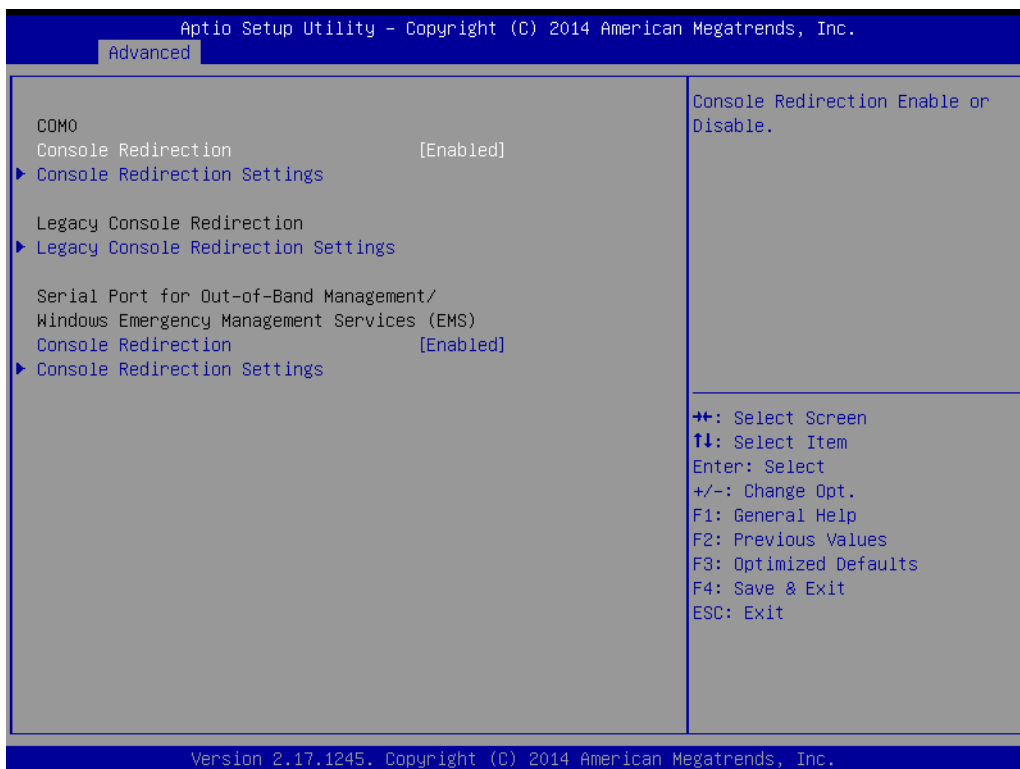 Aptio Setup Utility – Copyright (C) 2014 American Megatrends, Inc.
Advanced
COM0
Console Redirection [Enabled]
Console Redirection Settings
Legacy Console Redirection
Legacy Console Redirection Settings
Serial Port for Out-of-Band Management/
Windows Emergency Management Services (EMS)
Console Redirection [Enabled]
Console Redirection Settings
Console Redirection Enable or
Disable.
→←: Select Screen
↑↓: Select Item
Enter: Select
+/-: Change Opt.
F1: General Help
F2: Previous Values
F3: Optimized Defaults
F4: Save & Exit
ESC: Exit
Version 2.17.1245. Copyright (C) 2014 American Megatrends, Inc.